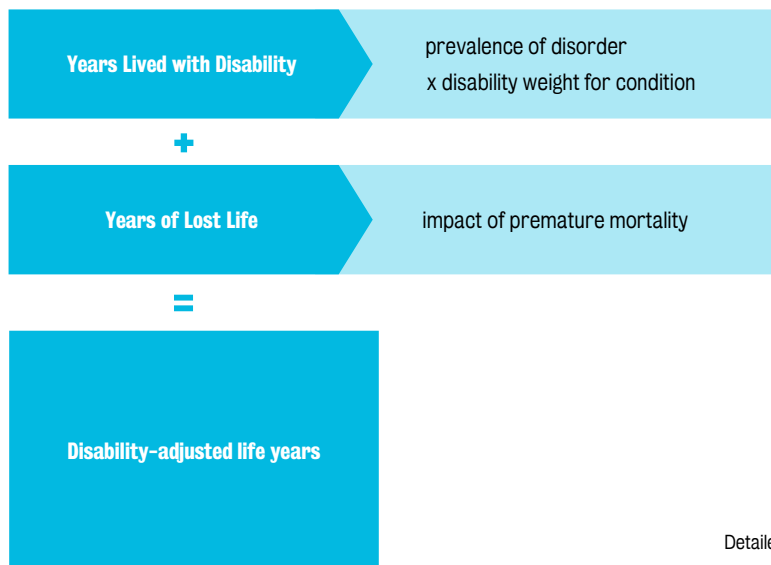 Years Lived with Disability
prevalence of disorder
x disability weight for condition
+
Years of Lost Life
impact of premature mortality
=
Disability-adjusted life years
Detaile